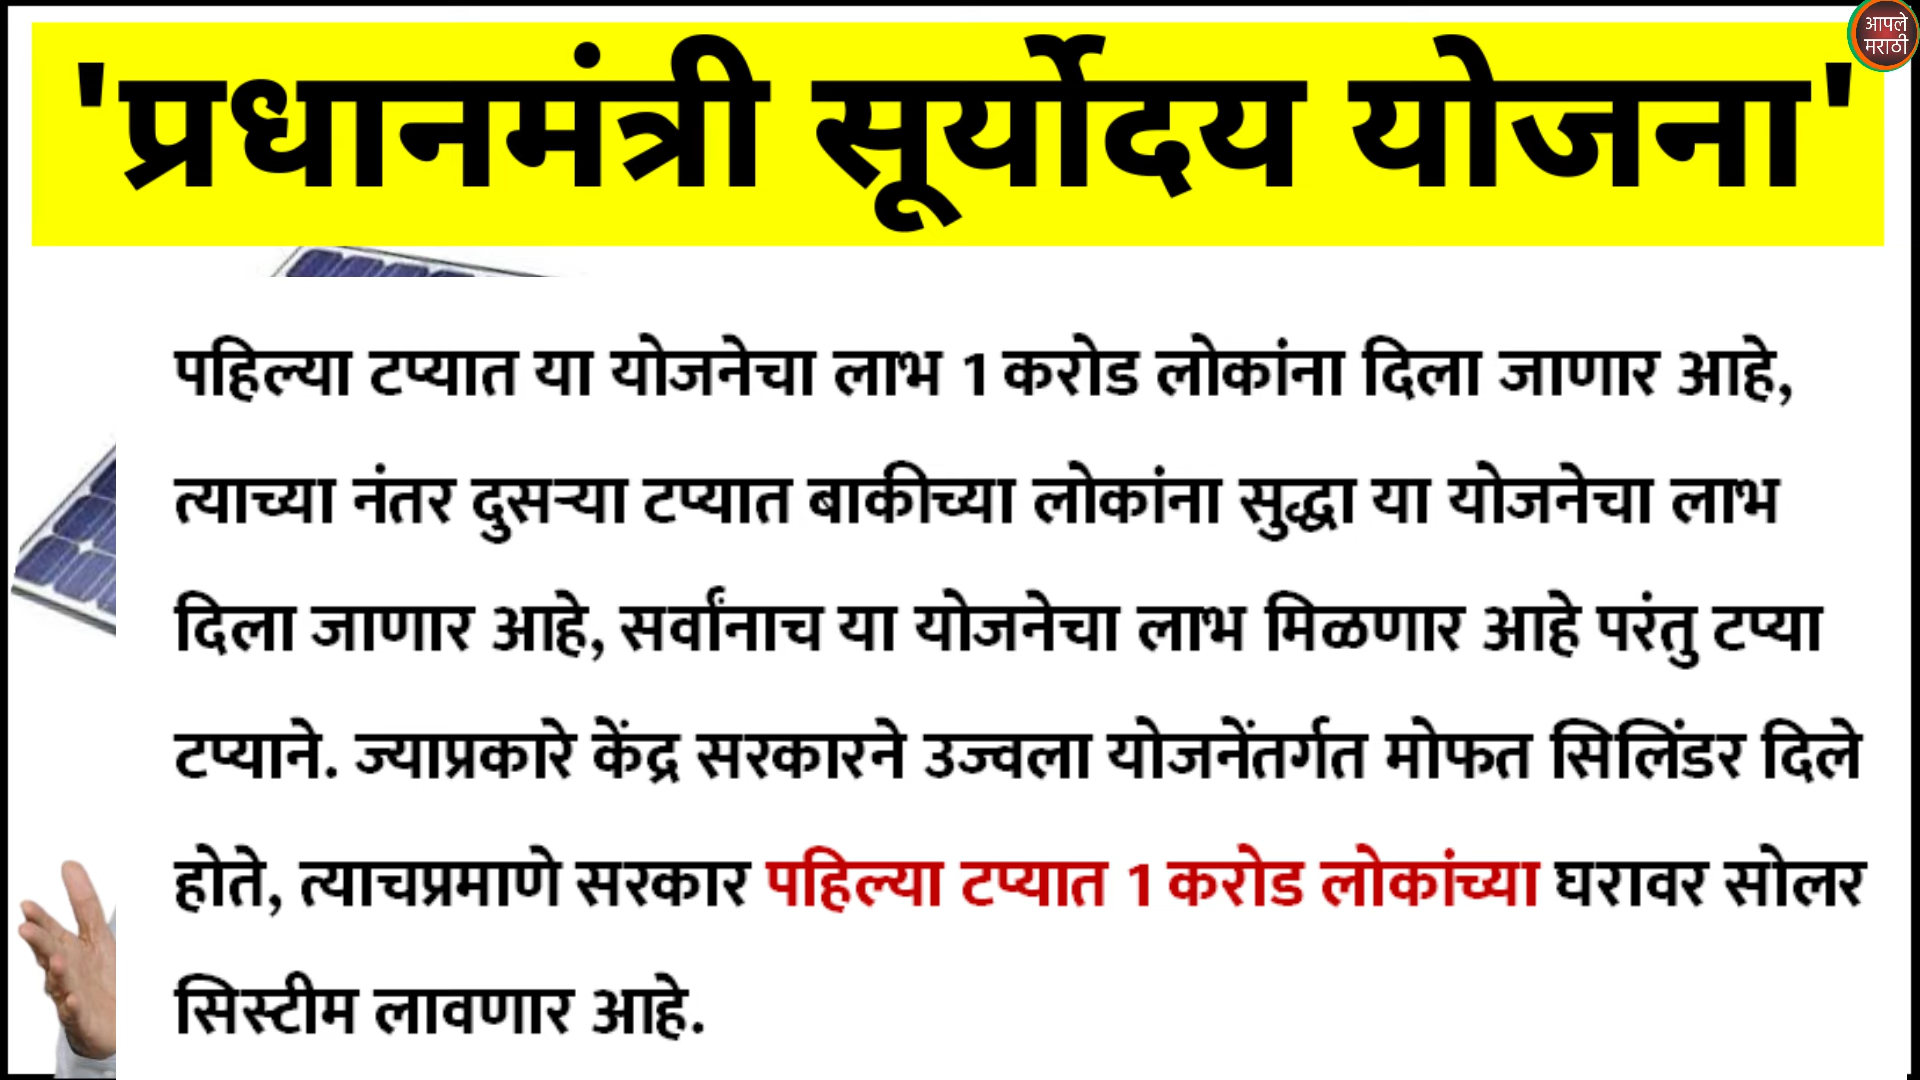 आपले
मराठी
'प्रधानमंत्री सूर्योदय योजना'
पहिल्या टप्यात या योजनेचा लाभ 1 करोड लोकांना दिला जाणार आहे,
त्याच्या नंतर दुसऱ्या टप्यात बाकीच्या लोकांना सुद्धा या योजनेचा लाभ
दिला जाणार आहे, सर्वांनाच या योजनेचा लाभ मिळणार आहे परंतु टप्या
टप्याने. ज्याप्रकारे केंद्र सरकारने उज्वला योजनेंतर्गत मोफत सिलिंडर दिले
होते, त्याचप्रमाणे सरकार पहिल्या टप्यात 1 करोड लोकांच्या घरावर सोलर
सिस्टीम लावणार आहे.